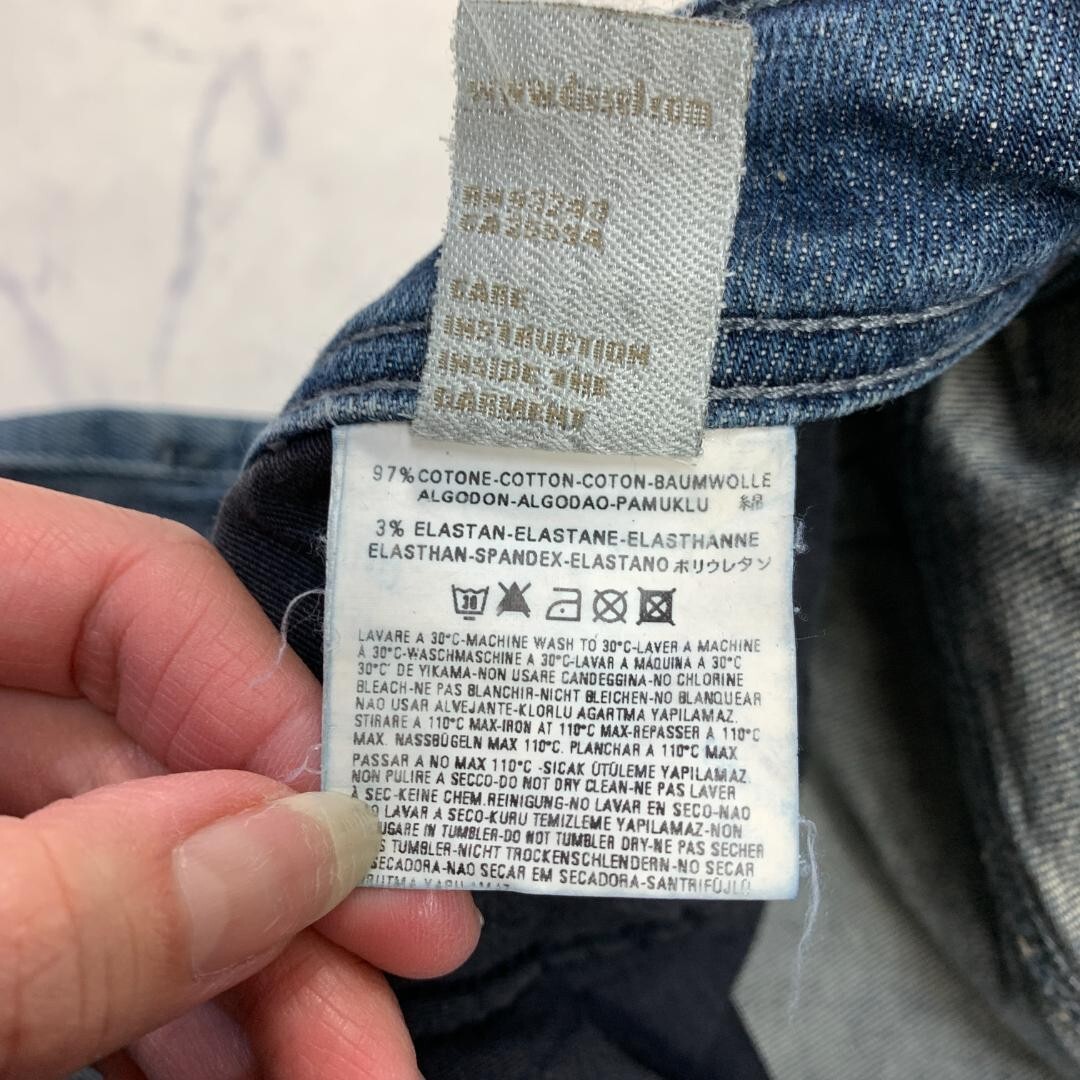 RN 93243
CA 25594
CARE
INSTRUCTION
INSIDE THE
GARMENT
97% COTONE-COTTON-COTON-BAUMWOLLE
ALGODON-ALGODAO-PAMUKLU 綿
3% ELASTAN-ELASTANE-ELASTHANNE
ELASTHAN-SPANDEX-ELASTANO ポリウレタン
30
LAVARE A 30°C-MACHINE WASH TO 30°C-LAVER A MACHINE
À 30°C-WASCHMASCHINE A 30°C-LAVAR A MAQUINA A 30°C
30°C' DE YIKAMA-NON USARE CANDEGGINA-NO CHLORINE
BLEACH-NE PAS BLANCHIR-NICHT BLEICHEN-NO BLANQUEAR
NAO USAR ALVEJANTE-KLORLU AGARTMA YAPILAMAZ.
STIRARE A 110°C MAX-IRON AT 110°C MAX-REPASSER A 110°C
MAX. NASSBÜGELN MAX 110°C. PLANCHAR A 110°C MAX
PASSAR A NO MAX 110°C -SICAK ÜTÜLEME YAPILAMAZ.
NON PULIRE A SECCO-DO NOT DRY CLEAN-NE PAS LAVER
À SEC-KEINE CHEM.REINIGUNG-NO LAVAR EN SECO-NAO
LAVAR A SECO-KURU TEMIZLEME YAPILAMAZ-NON
UGARE IN TUMBLER-DO NOT TUMBLER DRY-NE PAS SECHER
TUMBLER-NICHT TROCKENSCHLENDERN-NO SECAR
SECADORA-NAO SECAR EM SECADORA-SANTRIFÜJLÜ